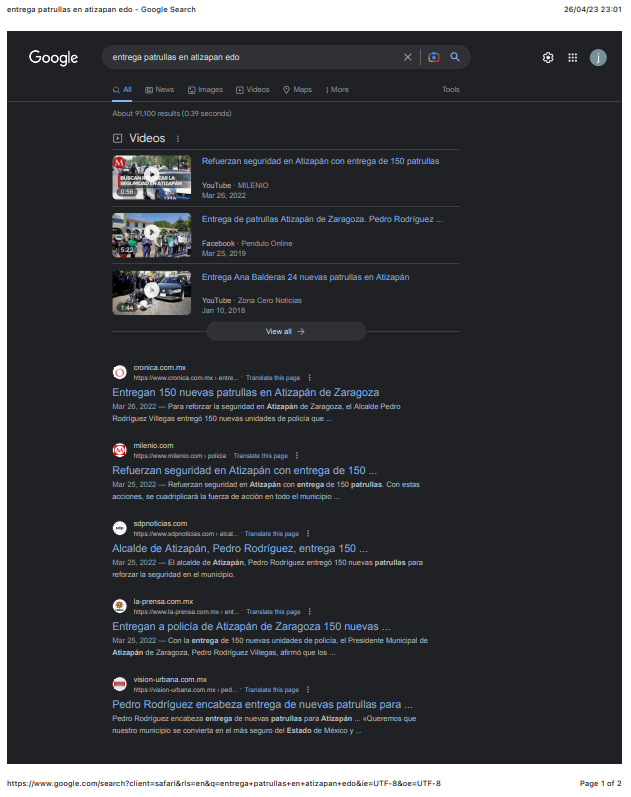 entrega patrullas en atizapan edo - Google Search
26/04/23 23:01
Google
entrega patrullas en atizapan edo
j
All
News
Images
Videos
Maps
More
Tools
About 91,100 results (0.39 seconds)
Videos
BUSCAN REFORZAR LA
SEGURIDAD EN ATIZAPÁN
0:56
Refuerzan seguridad en Atizapán con entrega de 150 patrullas
YouTube · MILENIO
Mar 26, 2022
5:22
Entrega de patrullas Atizapán de Zaragoza. Pedro Rodríguez ...
Facebook · Pendulo Online
Mar 25, 2019
1:44
Entrega Ana Balderas 24 nuevas patrullas en Atizapán
YouTube · Zona Cero Noticias
Jan 10, 2018
View all
cronica.com.mx
https://www.cronica.com.mx › entre... · Translate this page
Entregan 150 nuevas patrullas en Atizapán de Zaragoza
Mar 26, 2022 — Para reforzar la seguridad en Atizapán de Zaragoza, el Alcalde Pedro
Rodríguez Villegas entregó 150 nuevas unidades de policía que ...
milenio.com
https://www.milenio.com › policia · Translate this page
Refuerzan seguridad en Atizapán con entrega de 150 ...
Mar 25, 2022 — Refuerzan seguridad en Atizapán con entrega de 150 patrullas. Con estas
acciones, se cuadriplicará la fuerza de acción en todo el municipio ...
sdpnoticias.com
https://www.sdpnoticias.com › alcal... · Translate this page
Alcalde de Atizapán, Pedro Rodríguez, entrega 150 ...
Mar 25, 2022 — El alcalde de Atizapán, Pedro Rodríguez entregó 150 nuevas patrullas para
reforzar la seguridad en el municipio.
la-prensa.com.mx
https://www.la-prensa.com.mx › ent... · Translate this page
Entregan a policía de Atizapán de Zaragoza 150 nuevas ...
Mar 25, 2022 — Con la entrega de 150 nuevas unidades de policía, el Presidente Municipal de
Atizapán de Zaragoza, Pedro Rodríguez Villegas, afirmó que los ...
vision-urbana.com.mx
https://vision-urbana.com.mx › ped... · Translate this page
Pedro Rodríguez encabeza entrega de nuevas patrullas para ...
Pedro Rodríguez encabeza entrega de nuevas patrullas para Atizapán ... «Queremos que
nuestro municipio se convierta en el más seguro del Estado de México y ...
https://www.google.com/search?client=safari&rls=en&q=entrega+patrullas+en+atizapan+edo&ie=UTF-8&oe=UTF-8
Page 1 of 2